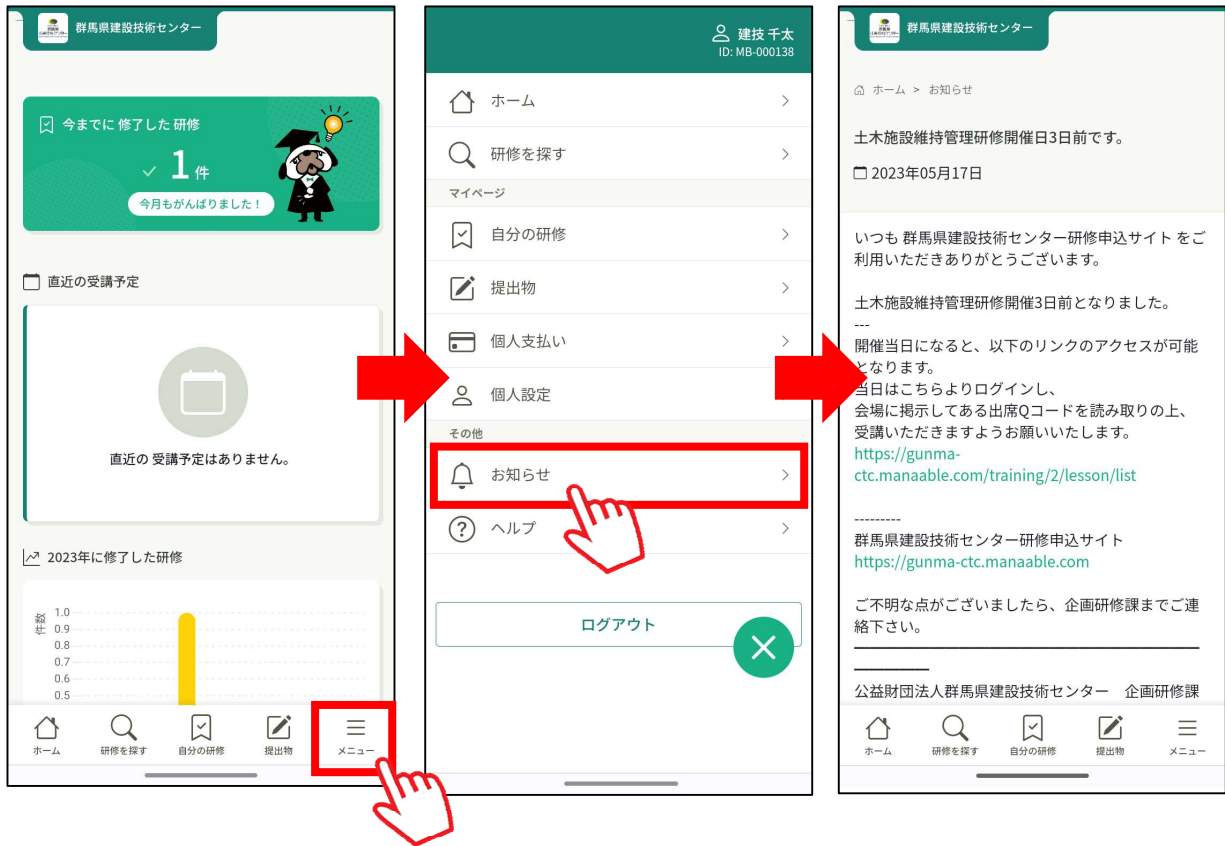 群馬県建設技術センター
今までに修了した研修
1件
今月もがんばりました！
直近の受講予定
直近の 受講予定はありません。
2023年に修了した研修
件数
1.0
0.9
0.8
0.7
0.6
0.5
ホーム
研修を探す
自分の研修
提出物
メニュー
建技 千太
ID: MB-000138
ホーム
研修を探す
マイページ
自分の研修
提出物
個人支払い
個人設定
その他
お知らせ
ヘルプ
ログアウト
群馬県建設技術センター
ホーム > お知らせ
土木施設維持管理研修開催日3日前です。
2023年05月17日
いつも 群馬県建設技術センター研修申込サイト をご
利用いただきありがとうございます。
土木施設維持管理研修開催3日前となりました。
---
開催当日になると、以下のリンクのアクセスが可能
となります。
当日はこちらよりログインし、
会場に掲示してある出席Qコードを読み取りの上、
受講いただきますようお願いいたします。
https://gunma-
ctc.manaable.com/training/2/lesson/list
---------
群馬県建設技術センター研修申込サイト
https://gunma-ctc.manaable.com
ご不明な点がございましたら、企画研修課までご連
絡下さい。
公益財団法人群馬県建設技術センター　企画研修課
ホーム
研修を探す
自分の研修
提出物
メニュー